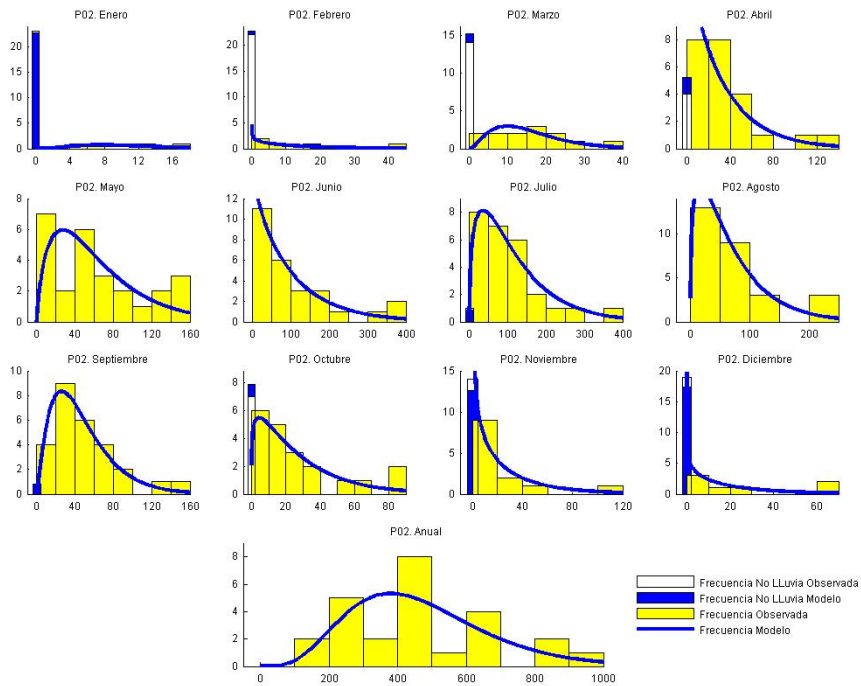 P02. Enero
P02. Febrero
P02. Marzo
P02. Abril
20
15
10
5
0
0 6 12 18
25
20
15
10
5
0
0 20 40
15
10
5
0
0 10 20 30 40
8
6
4
2
0
0 40 80 120
P02. Mayo
P02. Junio
P02. Julio
P02. Agosto
8
6
4
2
0
0 40 80 120 160
12
10
8
6
4
2
0
0 100 200 300 400
8
6
4
2
0
0 100 200 300 400
10
5
0
0 100 200
P02. Septiembre
P02. Octubre
P02. Noviembre
P02. Diciembre
10
8
6
4
2
0
0 40 80 120 160
8
6
4
2
0
0 20 40 60 80
15
10
5
0
0 40 80 120
20
15
10
5
0
0 20 40 60
P02. Anual
8
6
4
2
0
0 200 400 600 800 1000
Frecuencia No LLuvia Observada
Frecuencia No LLuvia Modelo
Frecuencia Observada
Frecuencia Modelo